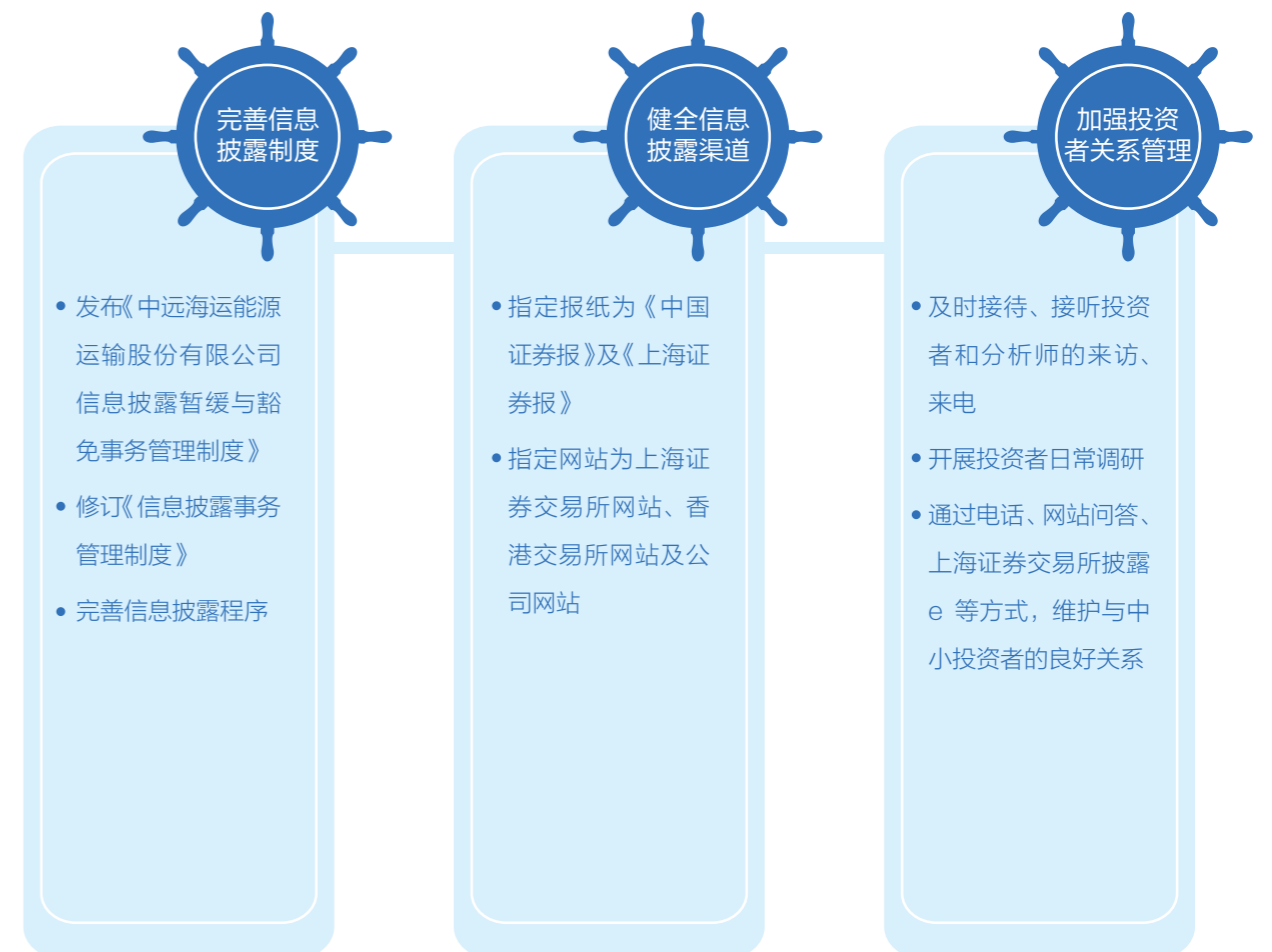 完善信息
披露制度
• 发布《中远海运能源
运输股份有限公司
信息披露暂缓与豁
免事务管理制度》
• 修订《信息披露事务
管理制度》
• 完善信息披露程序
健全信息
披露渠道
• 指定报纸为《中国
证券报》及《上海证
券报》
• 指定网站为上海证
券交易所网站、香
港交易所网站及公
司网站
加强投资
者关系管理
• 及时接待、接听投资
者和分析师的来访、
来电
• 开展投资者日常调研
• 通过电话、网站问答、
上海证券交易所披露
e 等方式，维护与中
小投资者的良好关系